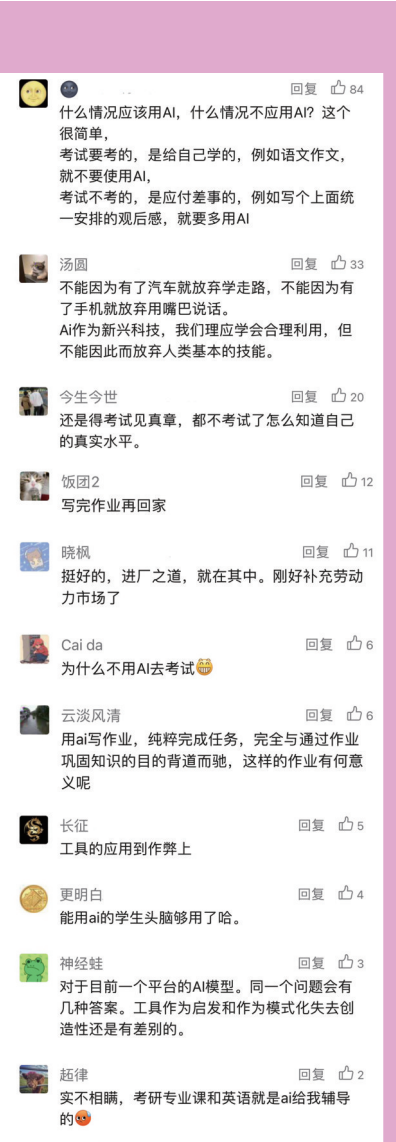 回复 84
什么情况应该用AI，什么情况不应用AI？这个
很简单，
考试要考的，是给自己学的，例如语文作文，
就不要使用AI，
考试不考的，是应付差事的，例如写个上面统
一安排的观后感，就要多用AI
汤圆 回复 33
不能因为有了汽车就放弃学走路，不能因为有
了手机就放弃用嘴巴说话。
Ai作为新兴科技，我们理应学会合理利用，但
不能因此而放弃人类基本的技能。
今生今世 回复 20
还是得考试见真章，都不考试了怎么知道自己
的真实水平。
饭团2 回复 12
写完作业再回家
晓枫 回复 11
挺好的，进厂之道，就在其中。刚好补充劳动
力市场了
Cai da 回复 6
为什么不用AI去考试😁
云淡风清 回复 6
用ai写作业，纯粹完成任务，完全与通过作业
巩固知识的目的背道而驰，这样的作业有何意
义呢
长征 回复 5
工具的应用到作弊上
更明白 回复 4
能用ai的学生头脑够用了哈。
神经蛙 回复 3
对于目前一个平台的AI模型。同一个问题会有
几种答案。工具作为启发和作为模式化失去创
造性还是有差别的。
律 回复 2
实不相瞒，考研专业课和英语就是ai给我辅导
的🥵